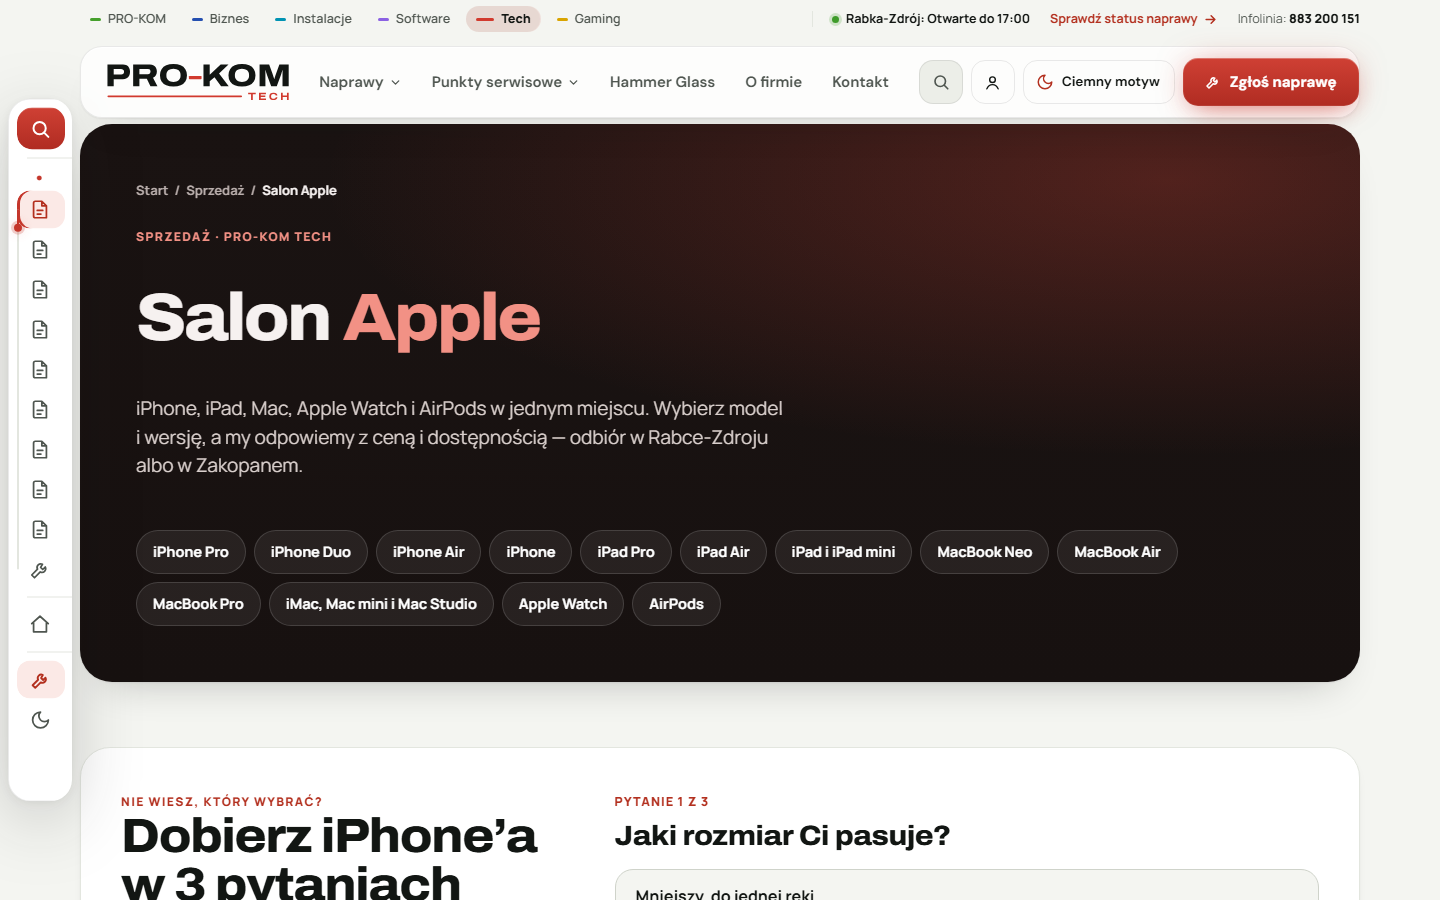 PRO-KOM
Biznes
Instalacje
Software
Tech
Gaming
Rabka-Zdrój: Otwarte do 17:00
Sprawdź status naprawy →
Infolinia: 883 200 151
PRO-KOM
TECH
Naprawy
Punkty serwisowe
Hammer Glass
O firmie
Kontakt
Ciemny motyw
Zgłoś naprawę
Start / Sprzedaż / Salon Apple
SPRZEDAŻ · PRO-KOM TECH
Salon Apple
iPhone, iPad, Mac, Apple Watch i AirPods w jednym miejscu. Wybierz model
i wersję, a my odpowiemy z ceną i dostępnością — odbiór w Rabce-Zdroju
albo w Zakopanem.
iPhone Pro
iPhone Duo
iPhone Air
iPhone
iPad Pro
iPad Air
iPad i iPad mini
MacBook Neo
MacBook Air
MacBook Pro
iMac, Mac mini i Mac Studio
Apple Watch
AirPods
NIE WIESZ, KTÓRY WYBRAĆ?
Dobierz iPhone’a
w 3 pytaniach
PYTANIE 1 Z 3
Jaki rozmiar Ci pasuje?
Mniejszy, do jednej ręki